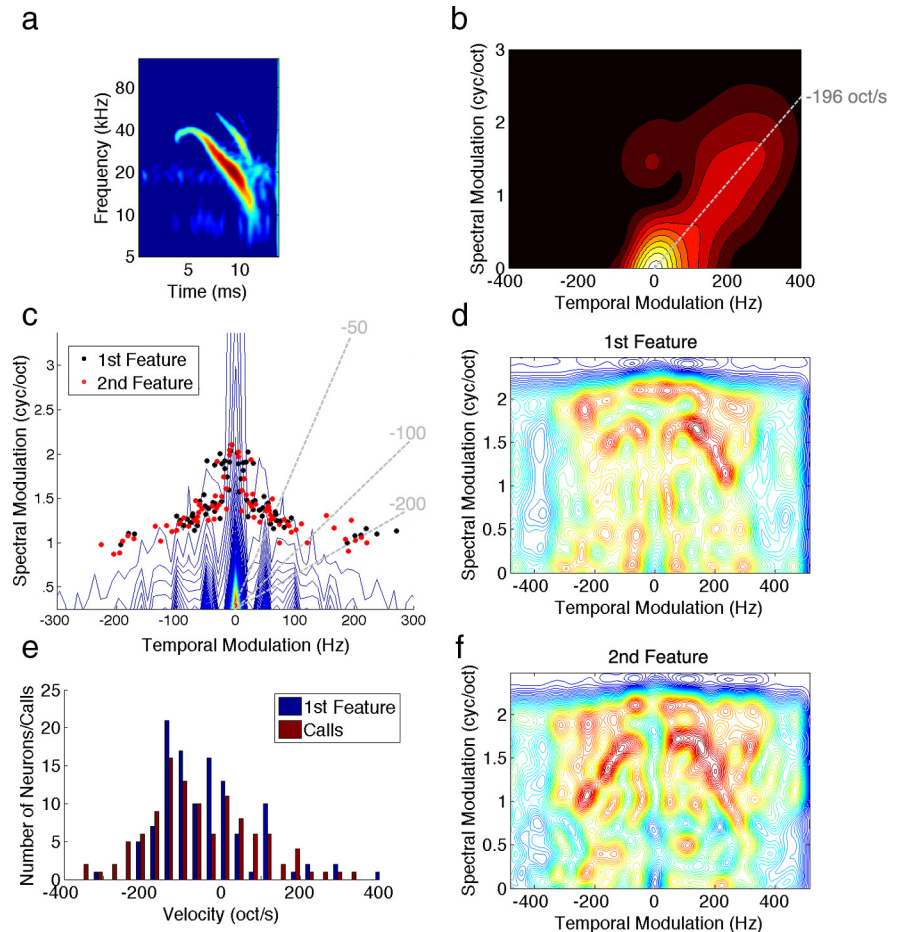 a
80
40
20
10
5
Frequency (kHz)
5 10
Time (ms)
b
3
2
1
0
Spectral Modulation (cyc/oct)
-196 oct/s
-400 -200 0 200 400
Temporal Modulation (Hz)
c
1st Feature
2nd Feature
-50
-100
-200
3
2.5
2
1.5
1
.5
Spectral Modulation (cyc/oct)
-300 -200 -100 0 100 200 300
Temporal Modulation (Hz)
d
1st Feature
2
1.5
1
0.5
0
Spectral Modulation (cyc/oct)
-400 -200 0 200 400
Temporal Modulation (Hz)
e
1st Feature
Calls
25
20
15
10
5
0
Number of Neurons/Calls
-400 -200 0 200 400
Velocity (oct/s)
f
2nd Feature
2
1.5
1
0.5
0
Spectral Modulation (cyc/oct)
-400 -200 0 200 400
Temporal Modulation (Hz)